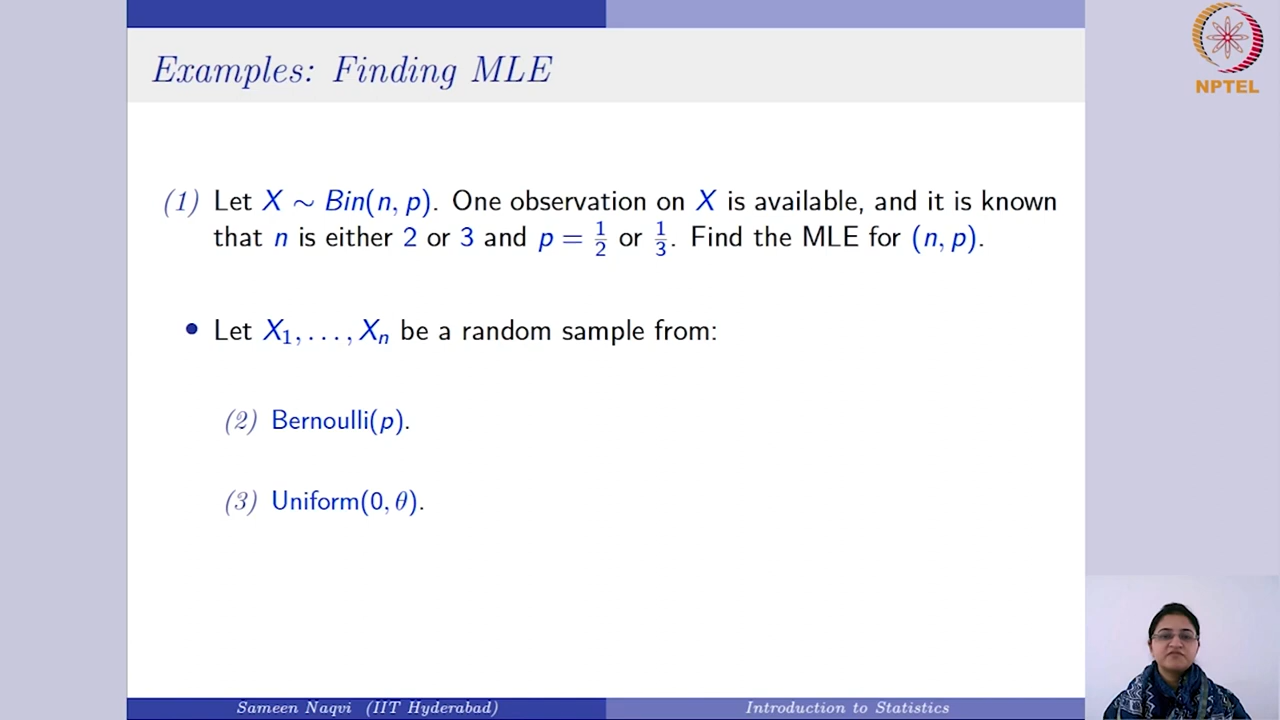 Examples: Finding MLE
NPTEL
(1) Let X ∼ Bin(n, p). One observation on X is available, and it is known
that n is either 2 or 3 and p = 1/2 or 1/3. Find the MLE for (n, p).
• Let X₁, . . . , Xₙ be a random sample from:
(2) Bernoulli(p).
(3) Uniform(0, θ).
Sameen Naqvi (IIT Hyderabad) Introduction to Statistics